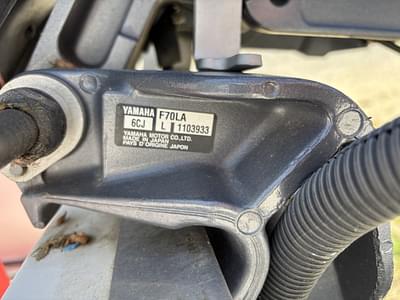 YAMAHA F70LA
6CJ L 1103933
YAMAHA MOTOR CO.,LTD.
MADE IN JAPAN
PAYS D'ORIGINE JAPON